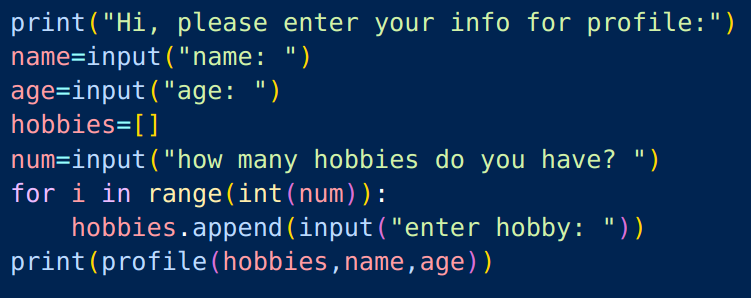 print("Hi, please enter your info for profile:")
name=input("name: ")
age=input("age: ")
hobbies=[]
num=input("how many hobbies do you have? ")
for i in range(int(num)):
    hobbies.append(input("enter hobby: "))
print(profile(hobbies,name,age))